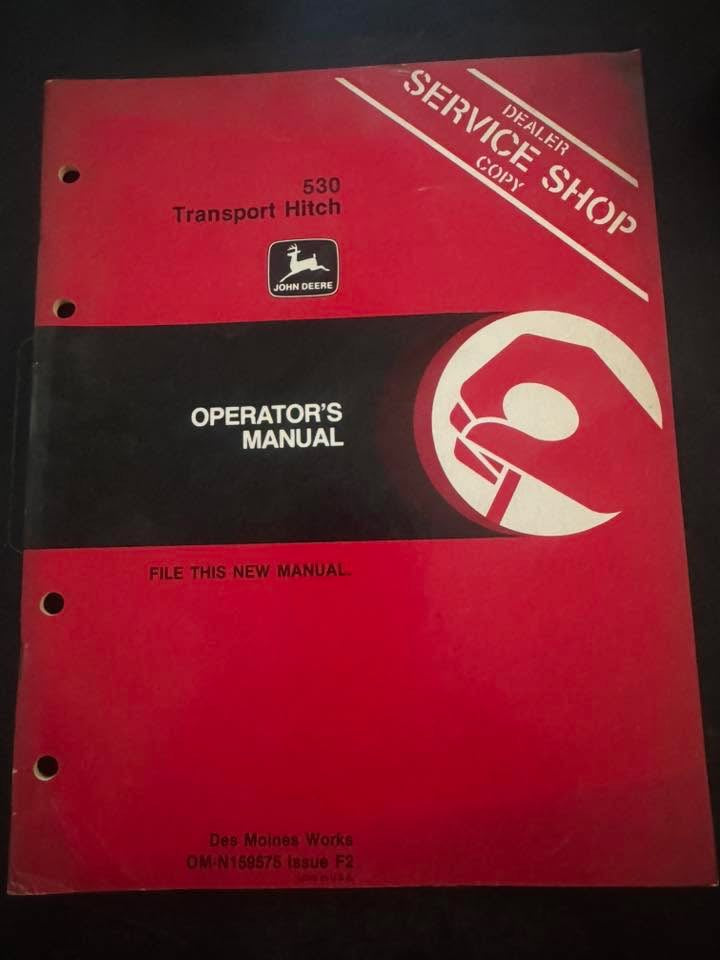 DEALER
SERVICE SHOP
COPY
530
Transport Hitch
JOHN DEERE
OPERATOR'S
MANUAL
FILE THIS NEW MANUAL.
Des Moines Works
OM-N159575 Issue F2